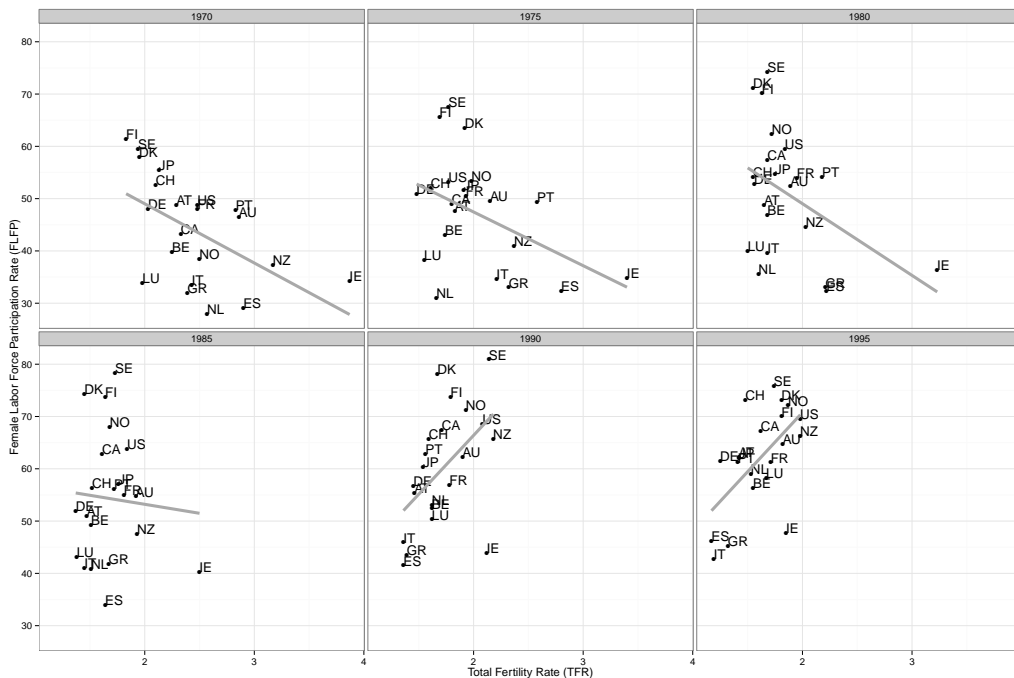 1970
1975
1980
80
70
60
50
40
30
FI
SE
DK
JP
CH
DE
AT
US
FR
PT
AU
CA
BE
NO
NZ
LU
IT
GR
JE
NL
ES
SE
FI
DK
DE
CH
US
NO
JP
FR
CA
AT
AU
PT
BE
NZ
LU
IT
GR
IE
NL
ES
SE
DK
FI
NO
US
CA
CH
JP
DE
FR
PT
AU
AT
BE
NZ
LU
IT
NL
IE
GR
ES
Female Labor Force Participation Rate (FLFP)
1985
1990
1995
80
70
60
50
40
30
SE
DK
FI
NO
CA
US
CH
JP
PT
FR
AU
DE
AT
BE
NZ
LU
IT
NL
GR
IE
ES
SE
DK
FI
NO
US
CA
CH
NZ
PT
JP
AU
DE
AT
FR
NL
BE
LU
IT
GR
ES
IE
SE
CH
DK
NO
FI
US
CA
NZ
AU
DE
AT
JP
PT
FR
NL
LU
BE
IE
ES
GR
IT
2
3
4
2
3
4
2
3
Total Fertility Rate (TFR)